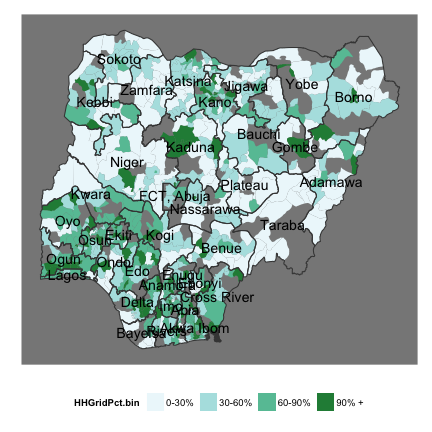 Sokoto
Katsina
Jigawa
Yobe
Borno
Zamfara
Kebbi
Kano
Bauchi
Kaduna
Gombe
Niger
Plateau
Adamawa
Kwara
FCT, Abuja
Nassarawa
Oyo
Taraba
Osun
Ekiti
Kogi
Benue
Ogun
Ondo
Lagos
Edo
Enugu
Anambra
Ebonyi
Cross River
Delta
Imo
Abia
Bayelsa
Rivers
Akwa Ibom
HHGridPct.bin 0-30% 30-60% 60-90% 90% +